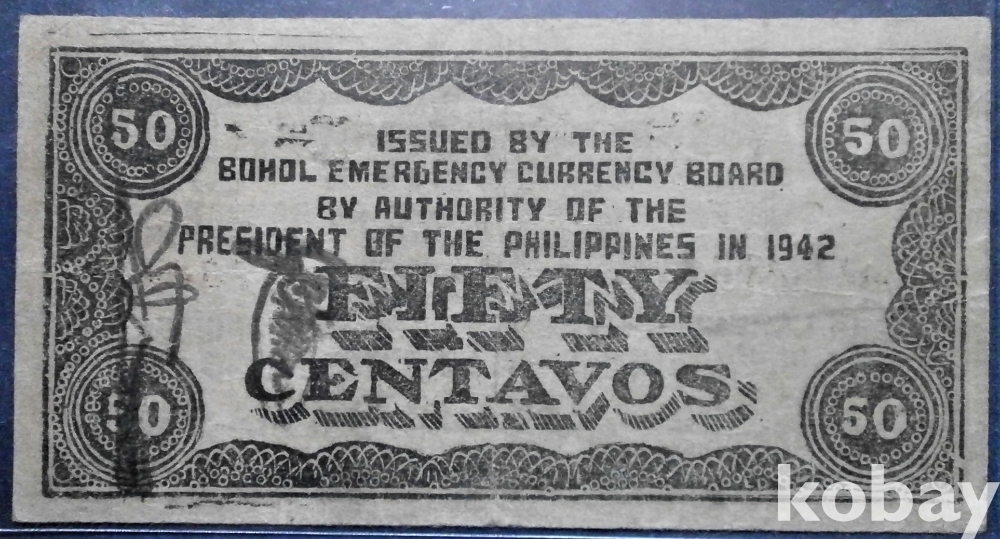 50 50
ISSUED BY THE
BOHOL EMERGENCY CURRENCY BOARD
BY AUTHORITY OF THE
PRESIDENT OF THE PHILIPPINES IN 1942
FIFTY
CENTAVOS
50 50
kobay